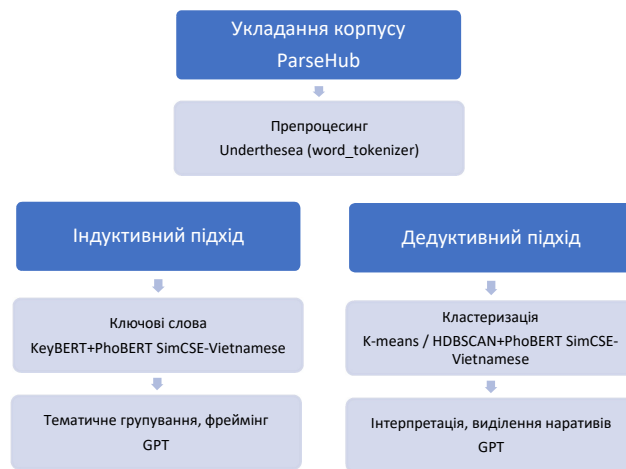 Укладання корпусу
ParseHub
Препроцесинг
Underthesea (word_tokenizer)
Індуктивний підхід
Ключові слова
KeyBERT+PhoBERT SimCSE-Vietnamese
Тематичне групування, фреймінг
GPT
Дедуктивний підхід
Кластеризація
K-means / HDBSCAN+PhoBERT SimCSE-
Vietnamese
Інтерпретація, виділення наративів
GPT